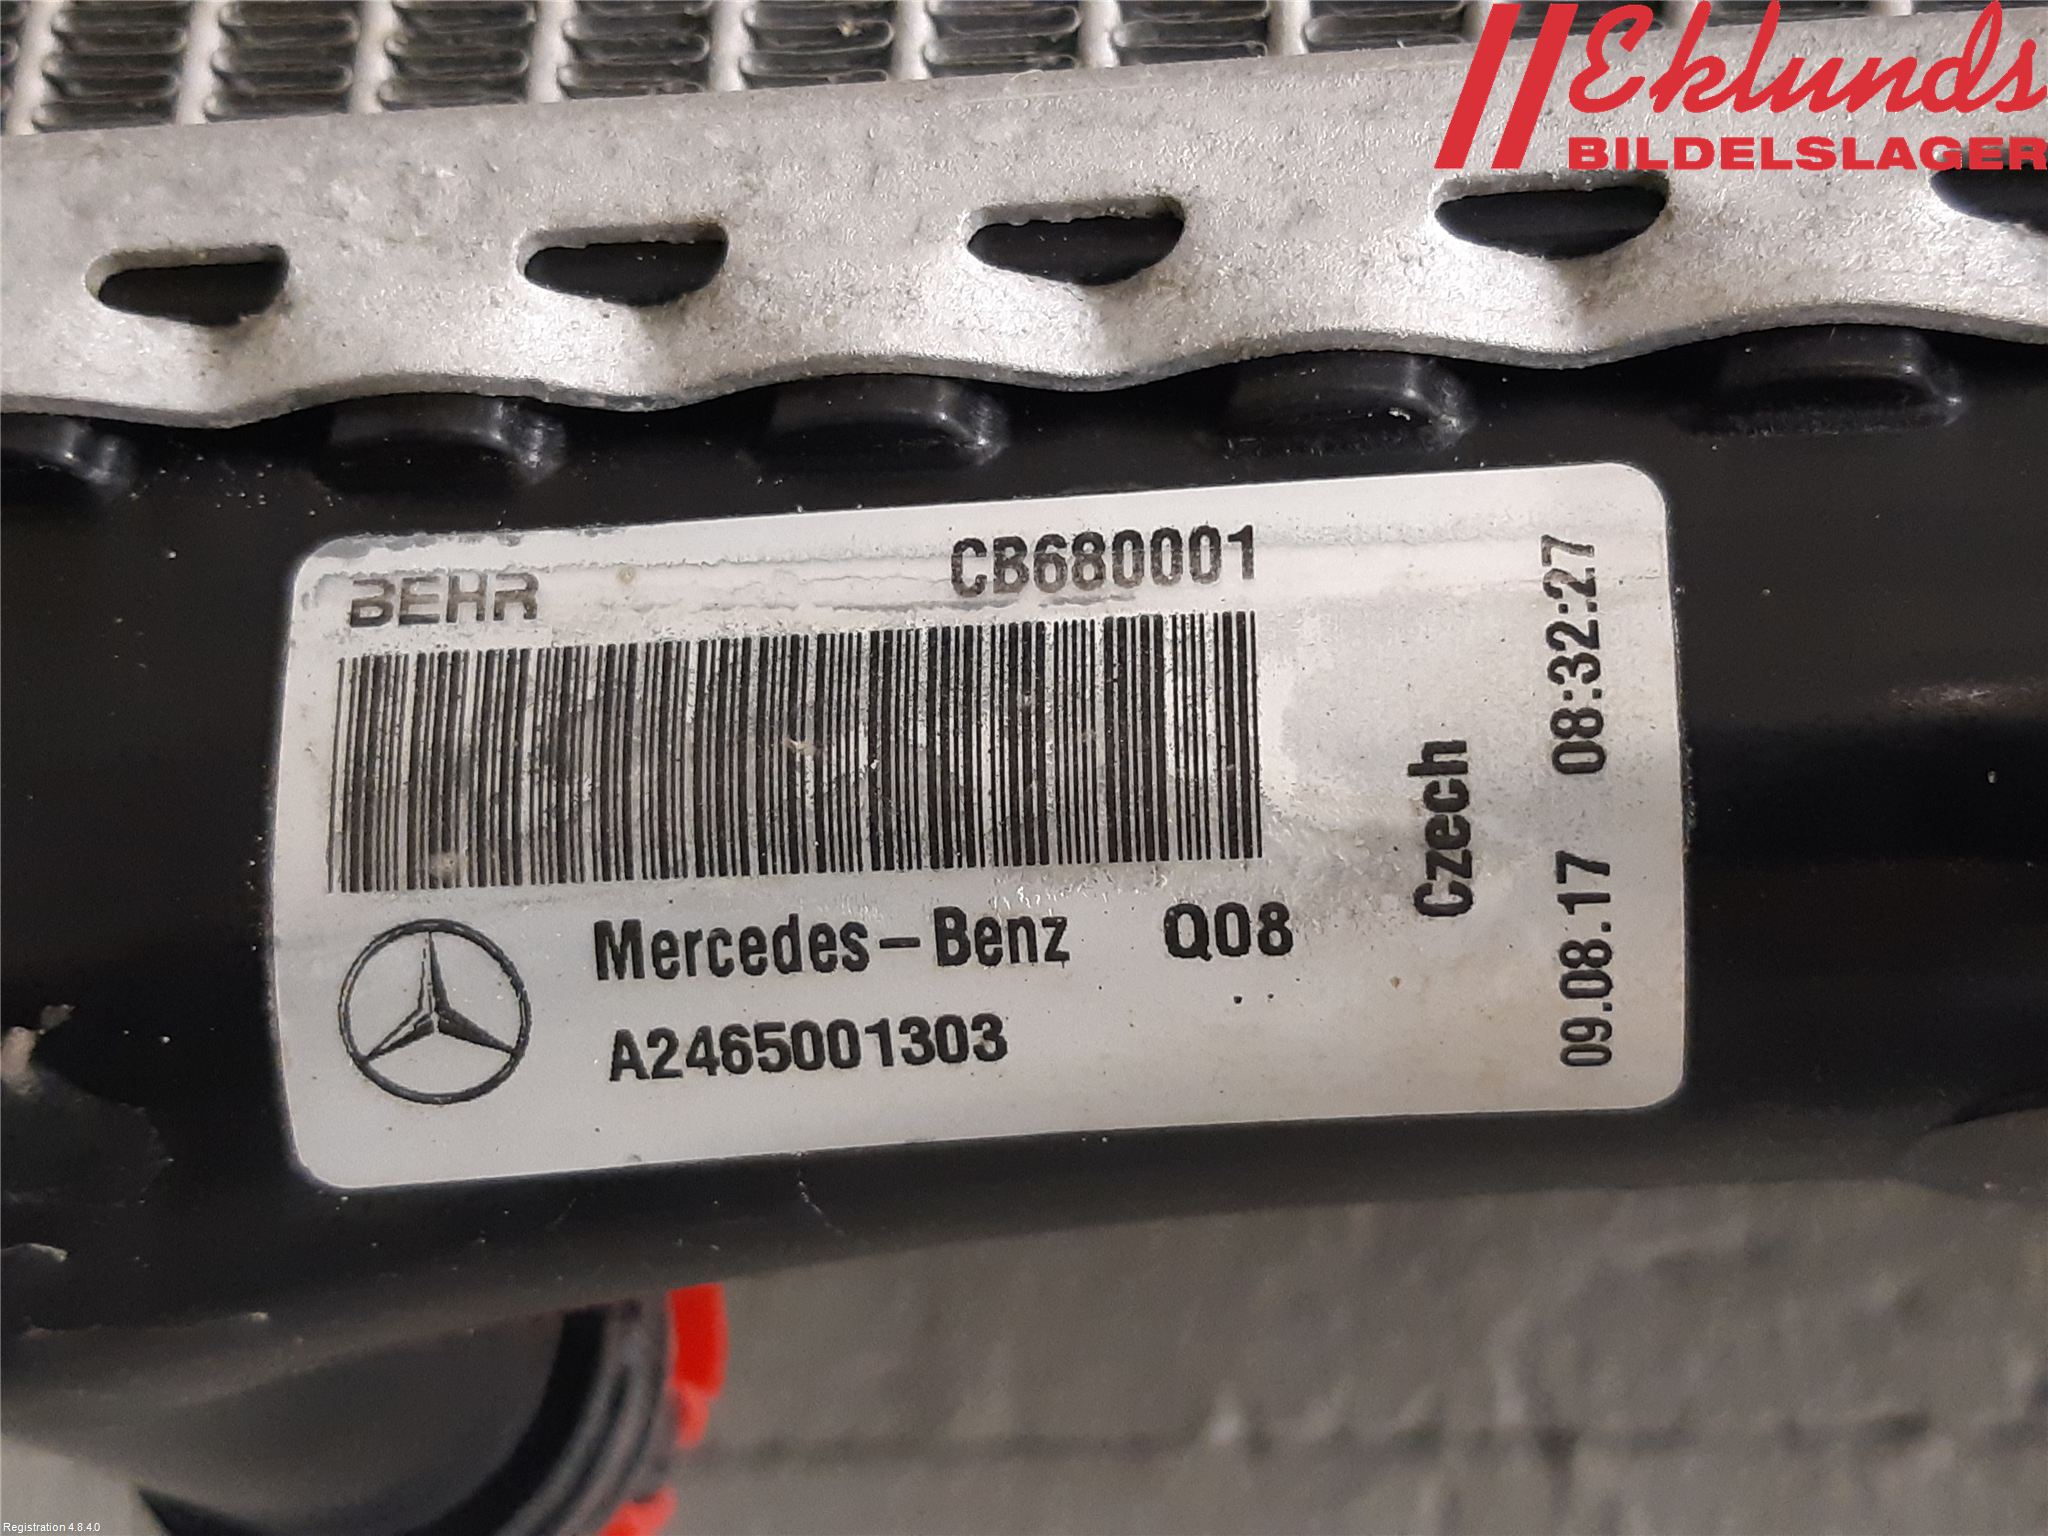 Eklunds
BILDELSLAGER
BEHR
CB680001
Mercedes-Benz Q08
A2465001303
Czech
09.08.17 08:32:27
Registration 4.8.4.0